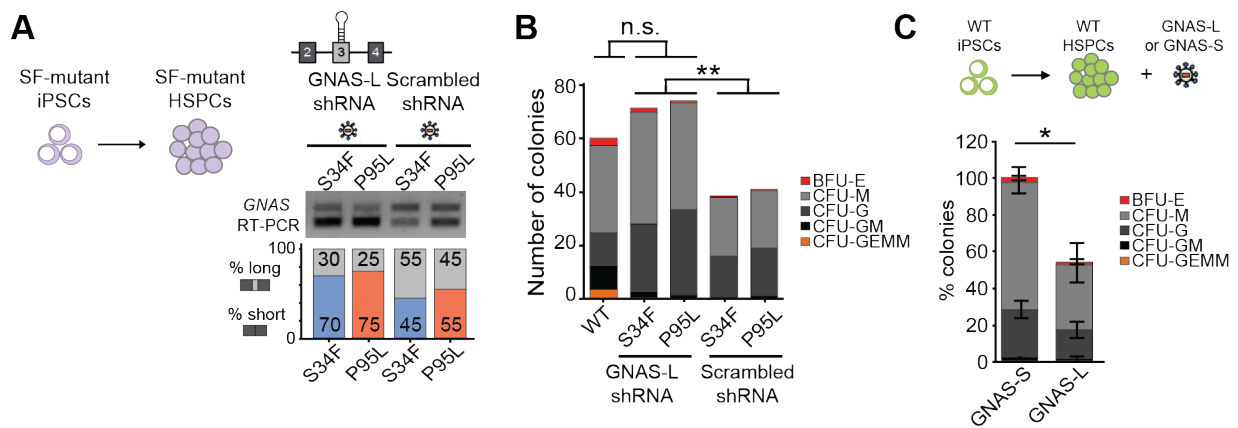 A
SF-mutant
iPSCs
SF-mutant
HSPCs
2 3 4
GNAS-L
shRNA
Scrambled
shRNA
S34F
P95L
S34F
P95L
GNAS
RT-PCR
100
0
% long
% short
30 25 55 45
70 75 45 55
S34F
P95L
S34F
P95L
B
n.s.
**
Number of colonies
80
60
40
20
0
WT
S34F
P95L
S34F
P95L
GNAS-L
shRNA
Scrambled
shRNA
BFU-E
CFU-M
CFU-G
CFU-GM
CFU-GEMM
C
WT
iPSCs
WT
HSPCs
+
GNAS-L
or GNAS-S
*
% colonies
120
100
80
60
40
20
0
GNAS-S
GNAS-L
BFU-E
CFU-M
CFU-G
CFU-GM
CFU-GEMM